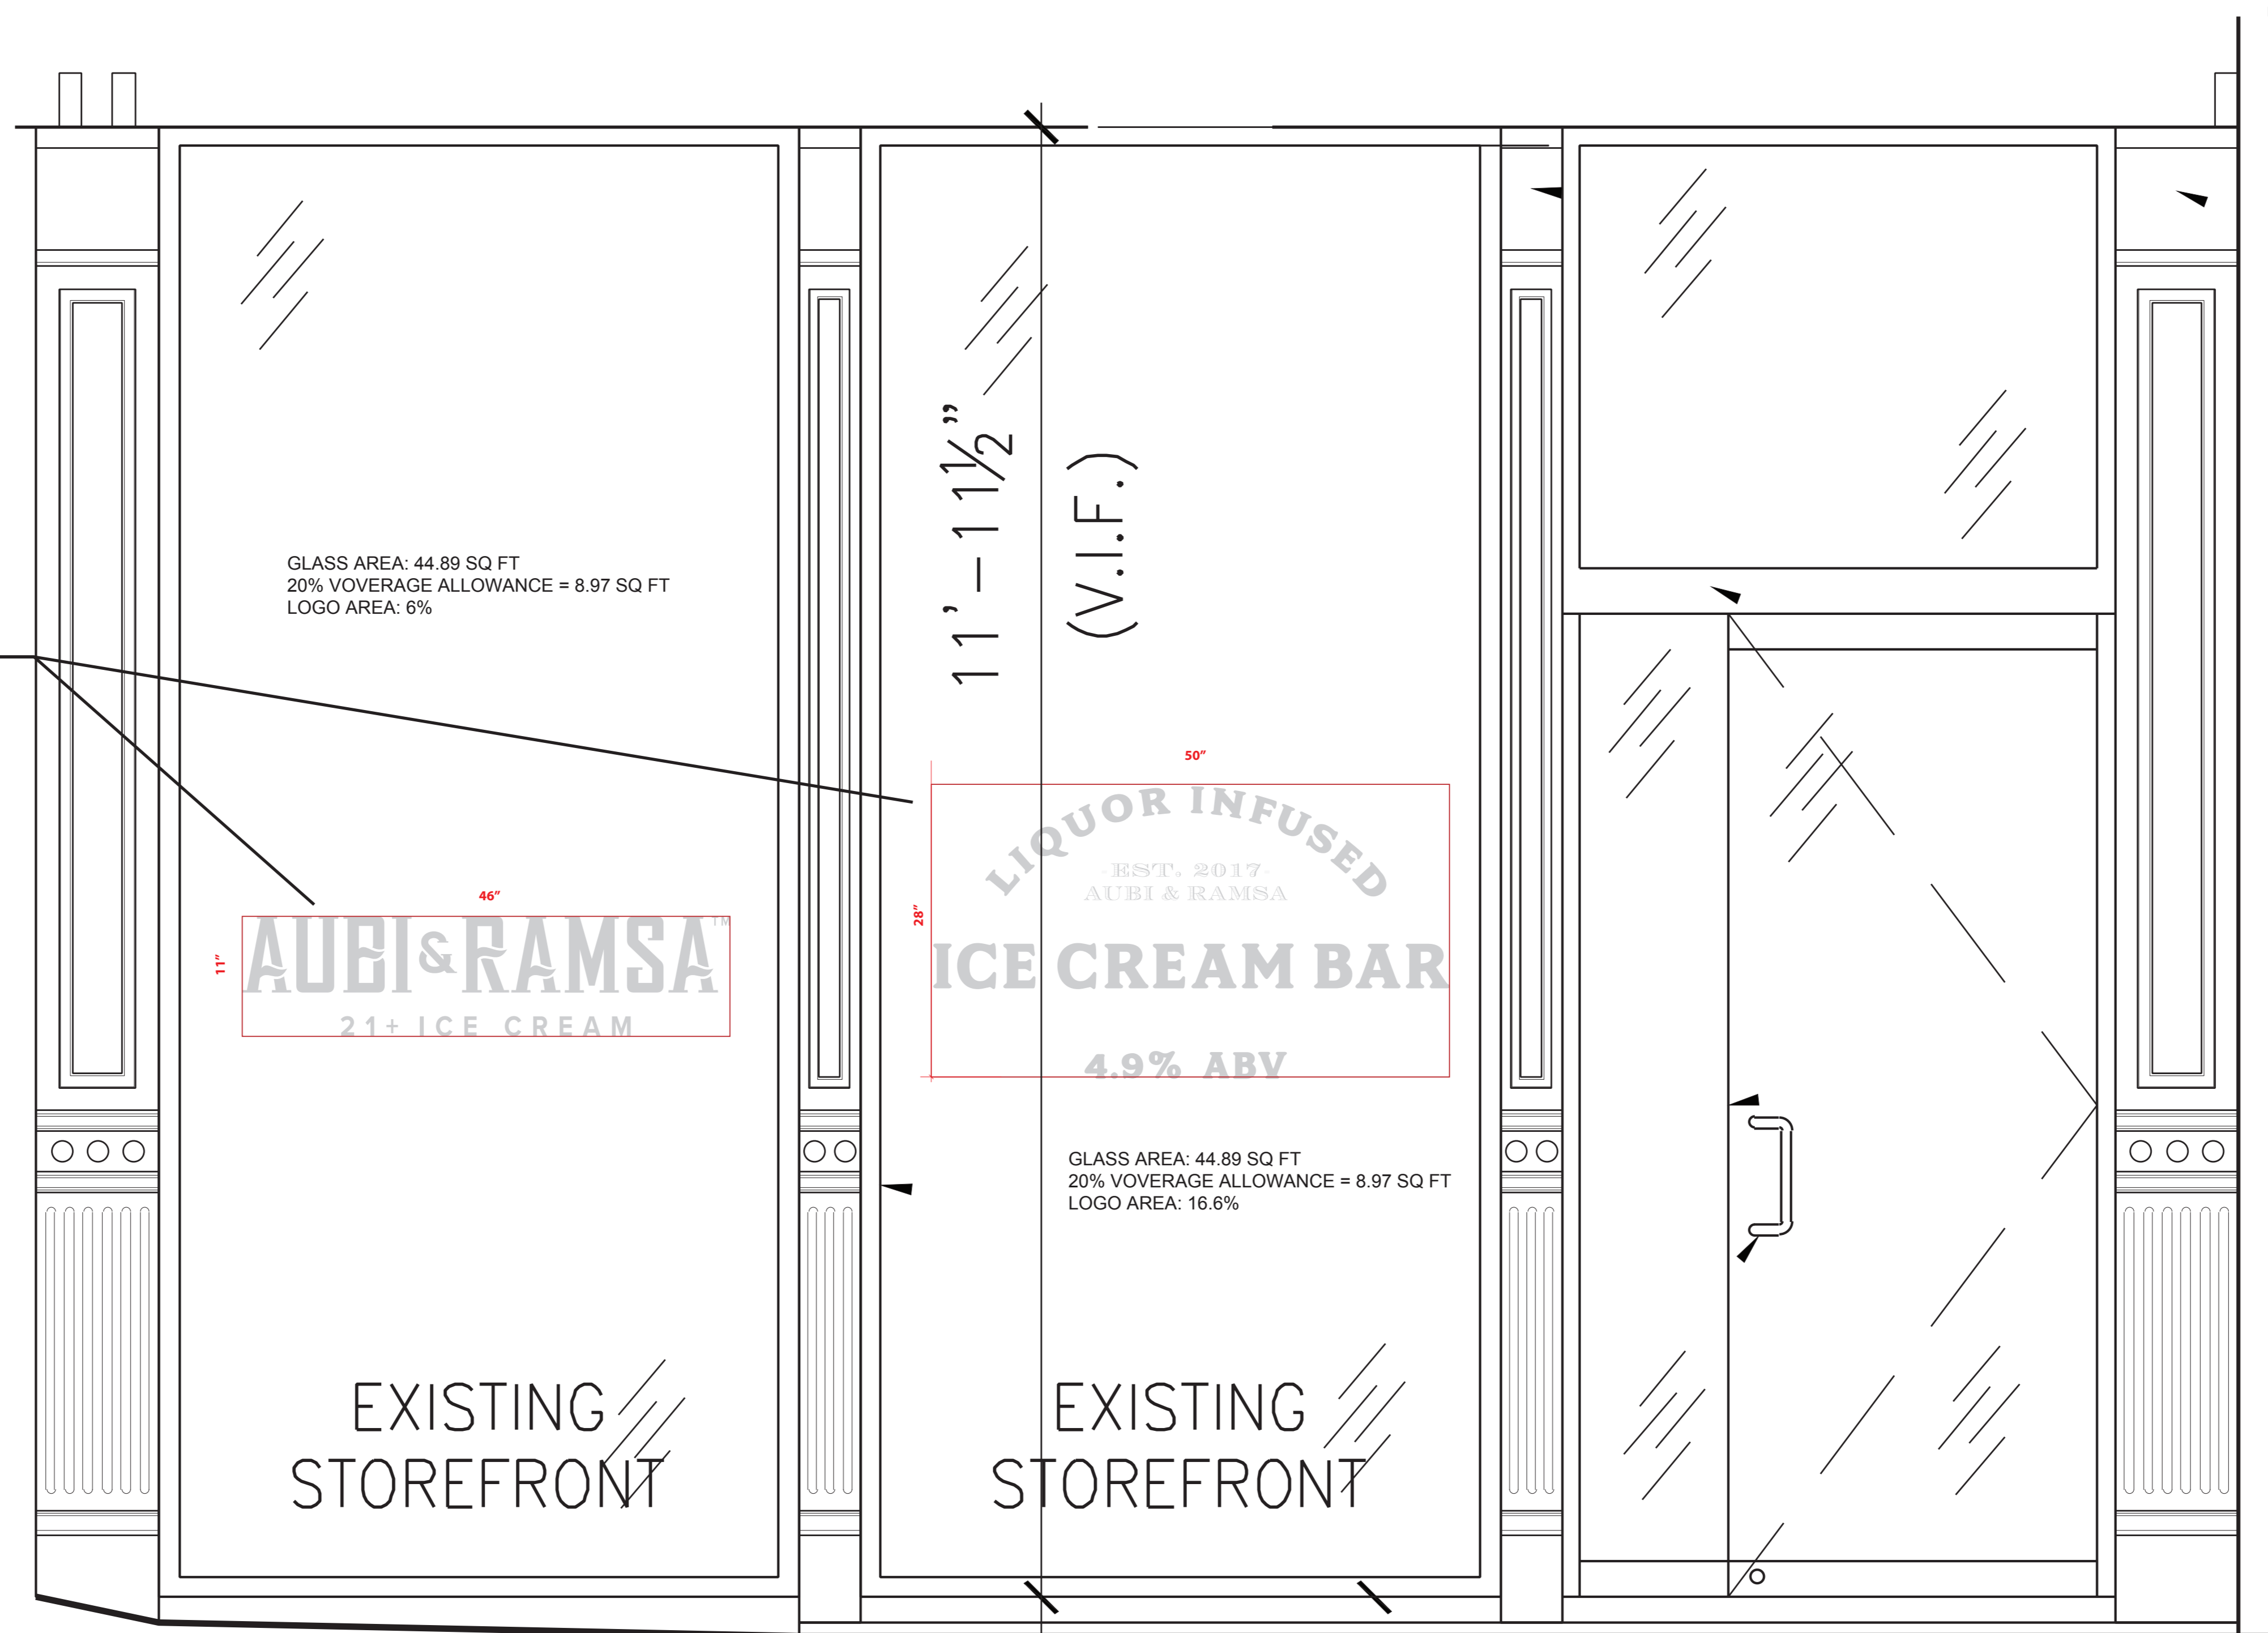 GLASS AREA: 44.89 SQ FT
20% VOVERAGE ALLOWANCE = 8.97 SQ FT
LOGO AREA: 6%
46"
11"
AUBI&RAMSA™
21+ ICE CREAM
EXISTING
STOREFRONT
11'-11½"
(V.I.F.)
50"
28"
LIQUOR INFUSED
-EST. 2017-
AUBI & RAMSA
ICE CREAM BAR
4.9% ABV
GLASS AREA: 44.89 SQ FT
20% VOVERAGE ALLOWANCE = 8.97 SQ FT
LOGO AREA: 16.6%
EXISTING
STOREFRONT